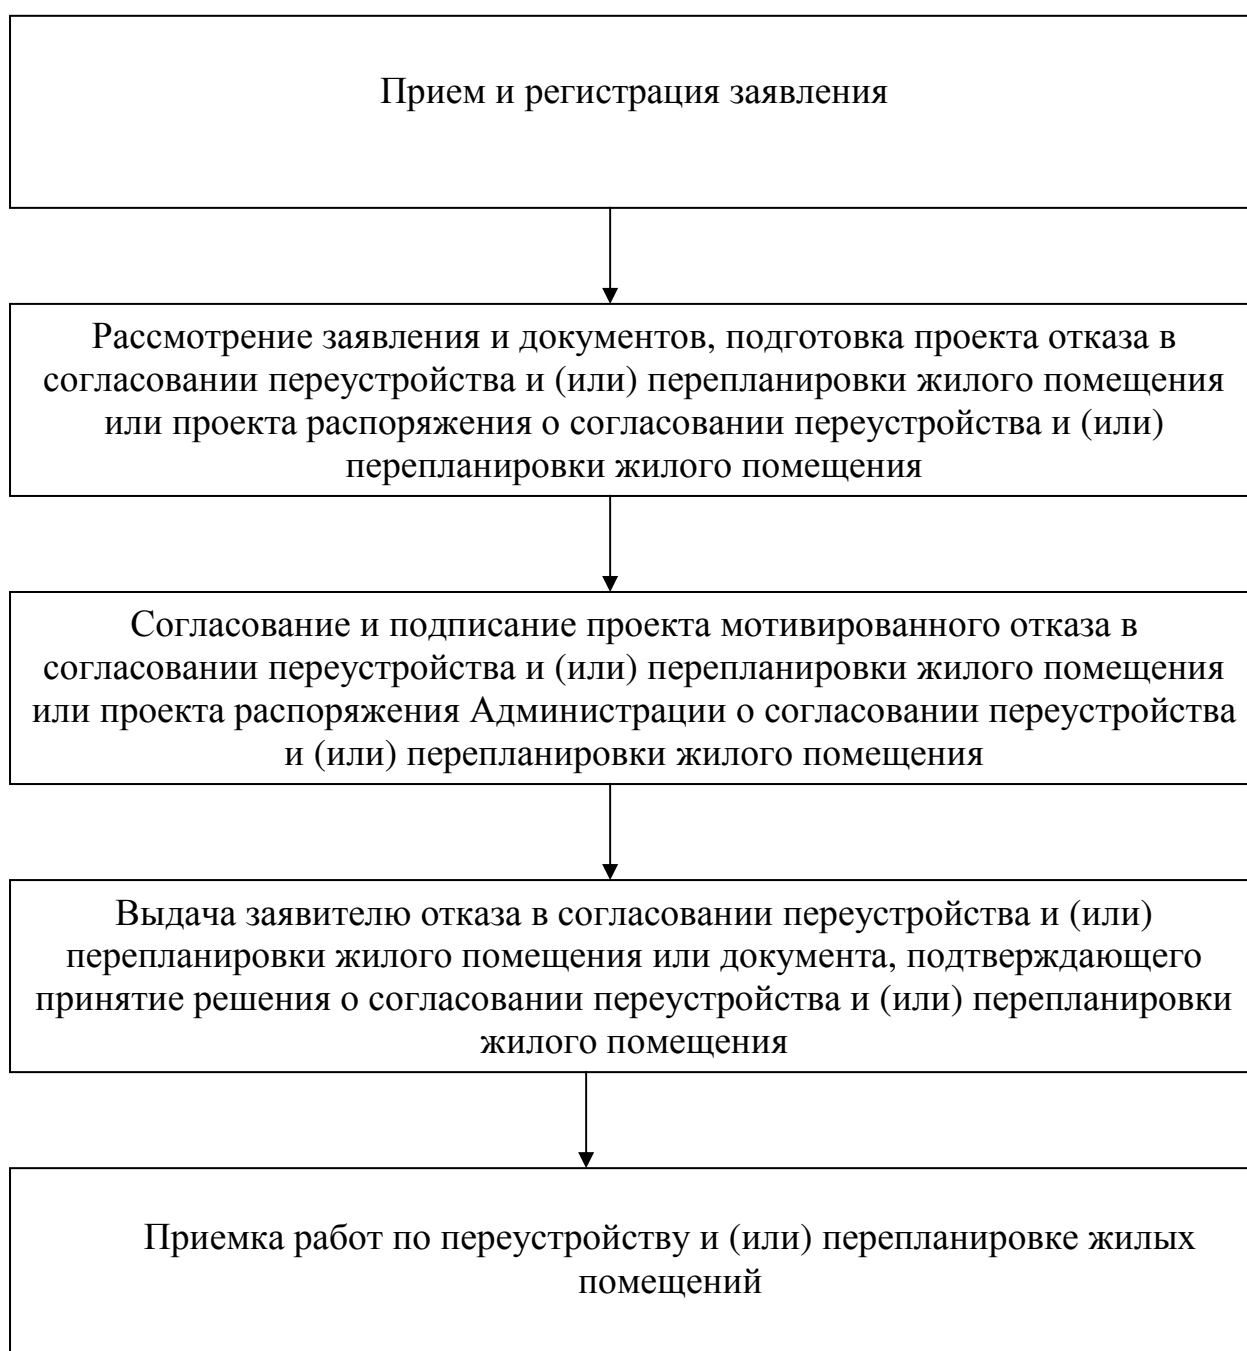 Прием и регистрация заявления
Рассмотрение заявления и документов, подготовка проекта отказа в
согласовании переустройства и (или) перепланировки жилого помещения
или проекта распоряжения о согласовании переустройства и (или)
перепланировки жилого помещения
Согласование и подписание проекта мотивированного отказа в
согласовании переустройства и (или) перепланировки жилого помещения
или проекта распоряжения Администрации о согласовании переустройства
и (или) перепланировки жилого помещения
Выдача заявителю отказа в согласовании переустройства и (или)
перепланировки жилого помещения или документа, подтверждающего
принятие решения о согласовании переустройства и (или) перепланировки
жилого помещения
Приемка работ по переустройству и (или) перепланировке жилых
помещений